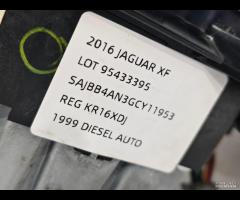 2016 JAGUAR XF
LOT 95433395
SAJBB4AN3GCY11953
REG KR16XDJ
1999 DIESEL AUTO